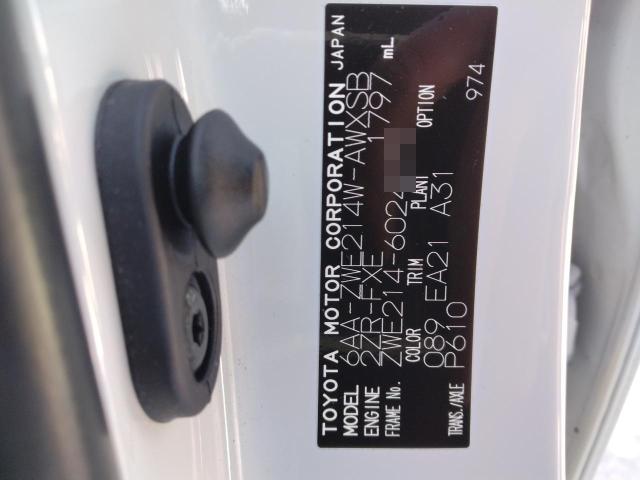 TOYOTA MOTOR CORPORATION JAPAN
MODEL 6AA-ZWE214W-AWXSB
ENGINE 2ZR-FXE 1797 mL
FRAME No. ZWE214-6024
COLOR TRIM PLANT OPTION
089 EA21 A31
TRANS./AXLE P610 974